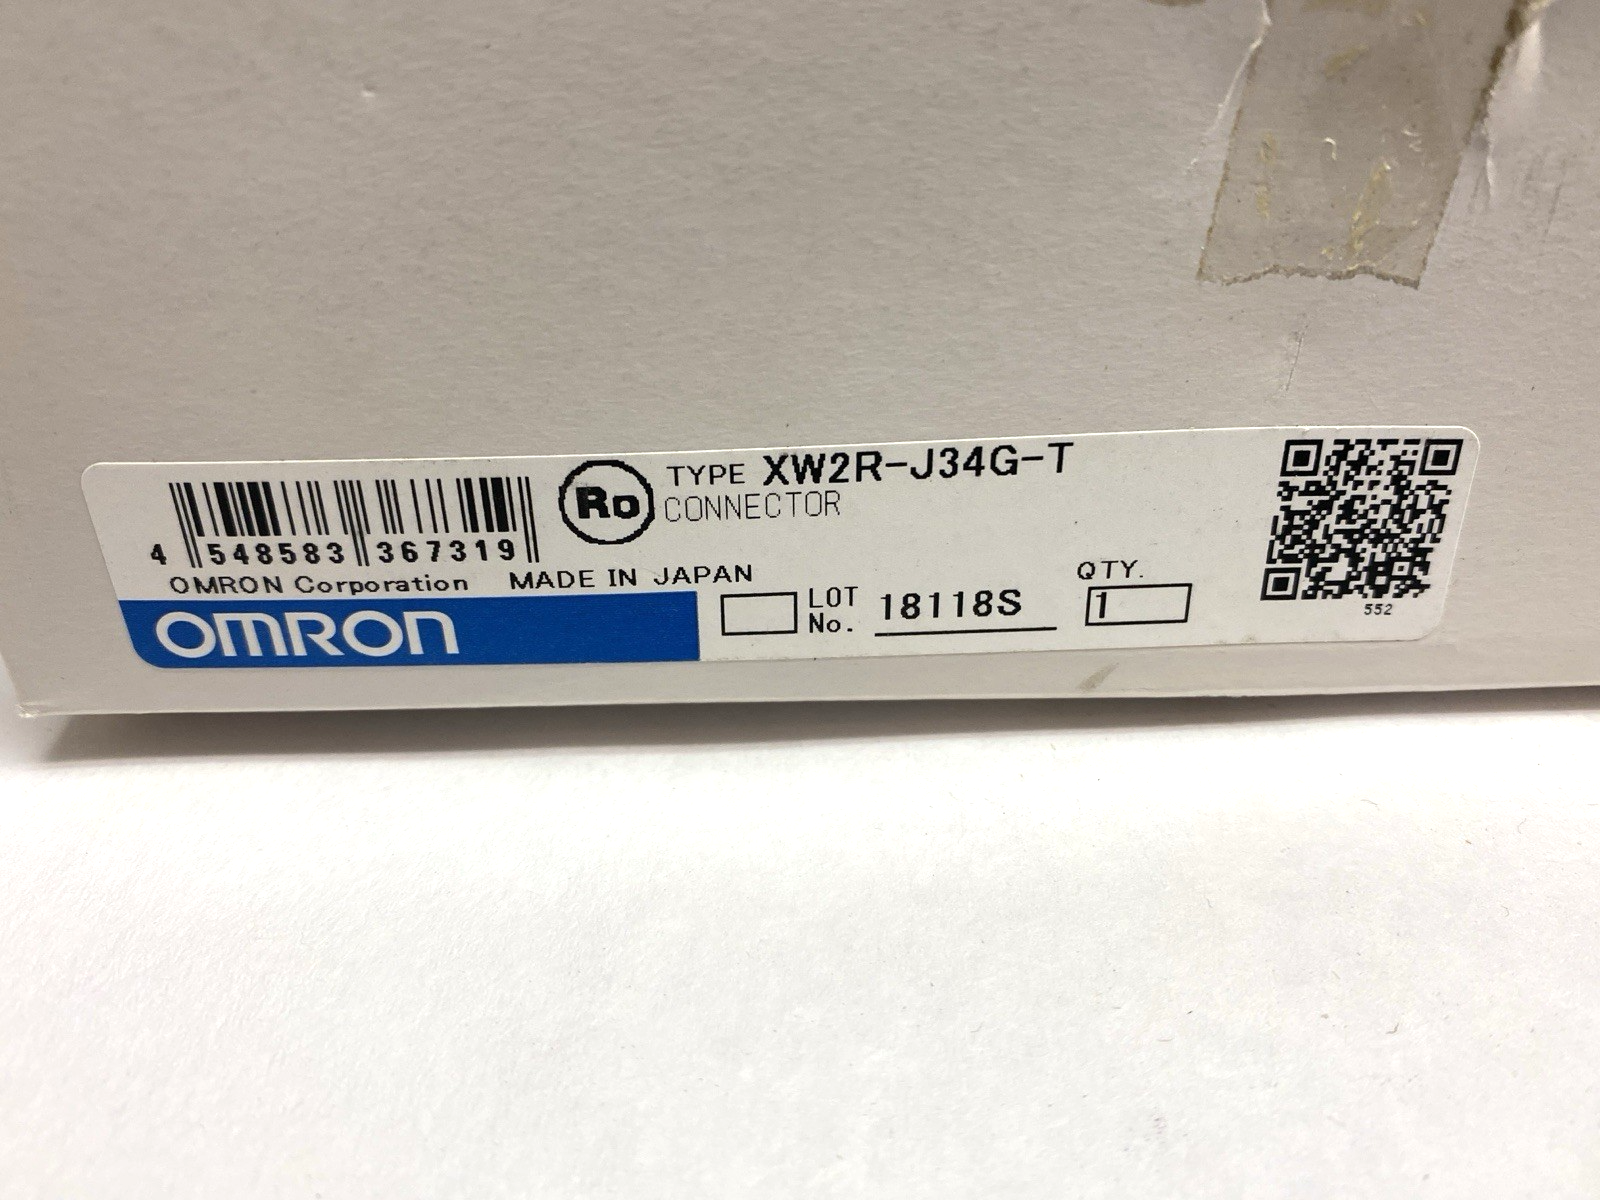 Ro
TYPE XW2R-J34G-T
CONNECTOR
4 548583 367319
OMRON Corporation MADE IN JAPAN
OMRON
LOT No. 18118S
QTY. 1
552